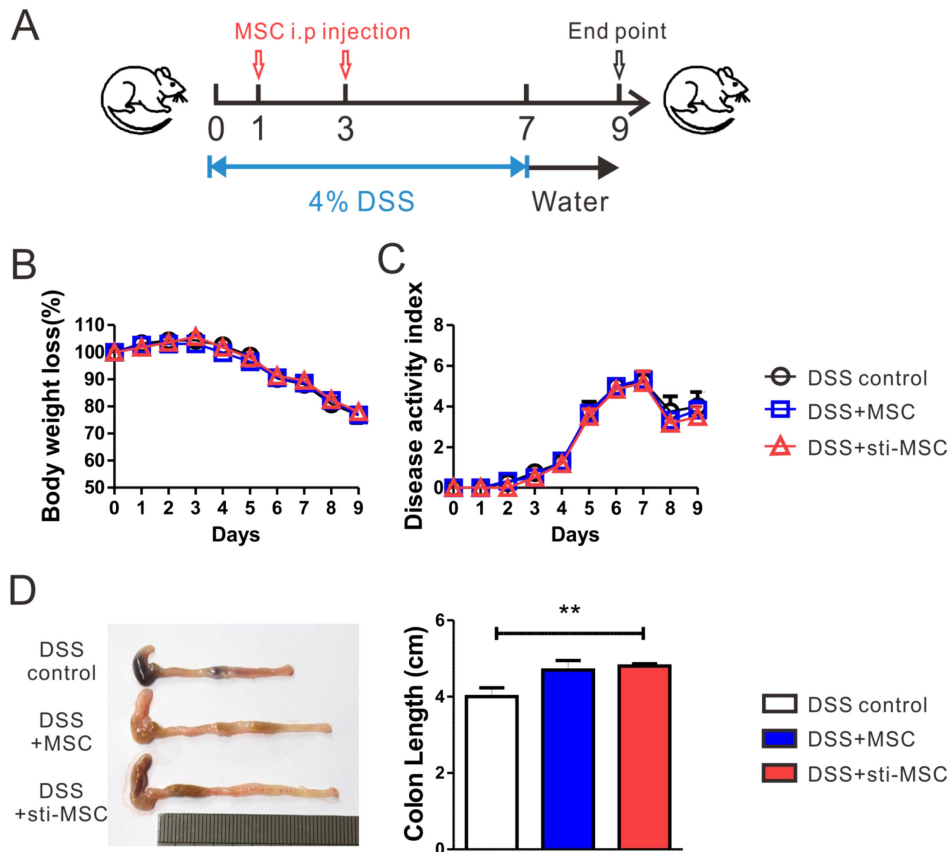 A
MSC i.p injection
End point
0 1 3 7 9
4% DSS
Water
B
Body weight loss(%)
110
100
90
80
70
60
50
0 1 2 3 4 5 6 7 8 9
Days
C
Disease activity index
8
6
4
2
0
0 1 2 3 4 5 6 7 8 9
Days
DSS control
DSS+MSC
DSS+sti-MSC
D
DSS
control
DSS
+MSC
DSS
+sti-MSC
Colon Length (cm)
6
4
2
0
**
DSS control
DSS+MSC
DSS+sti-MSC